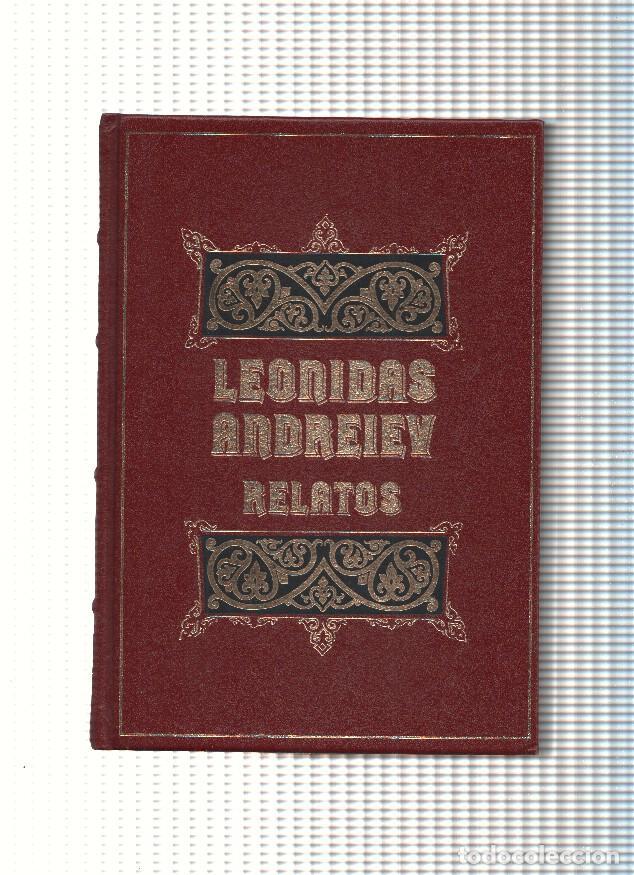 LEONIDAS
ANDREIEV
RELATOS
todocoleccion